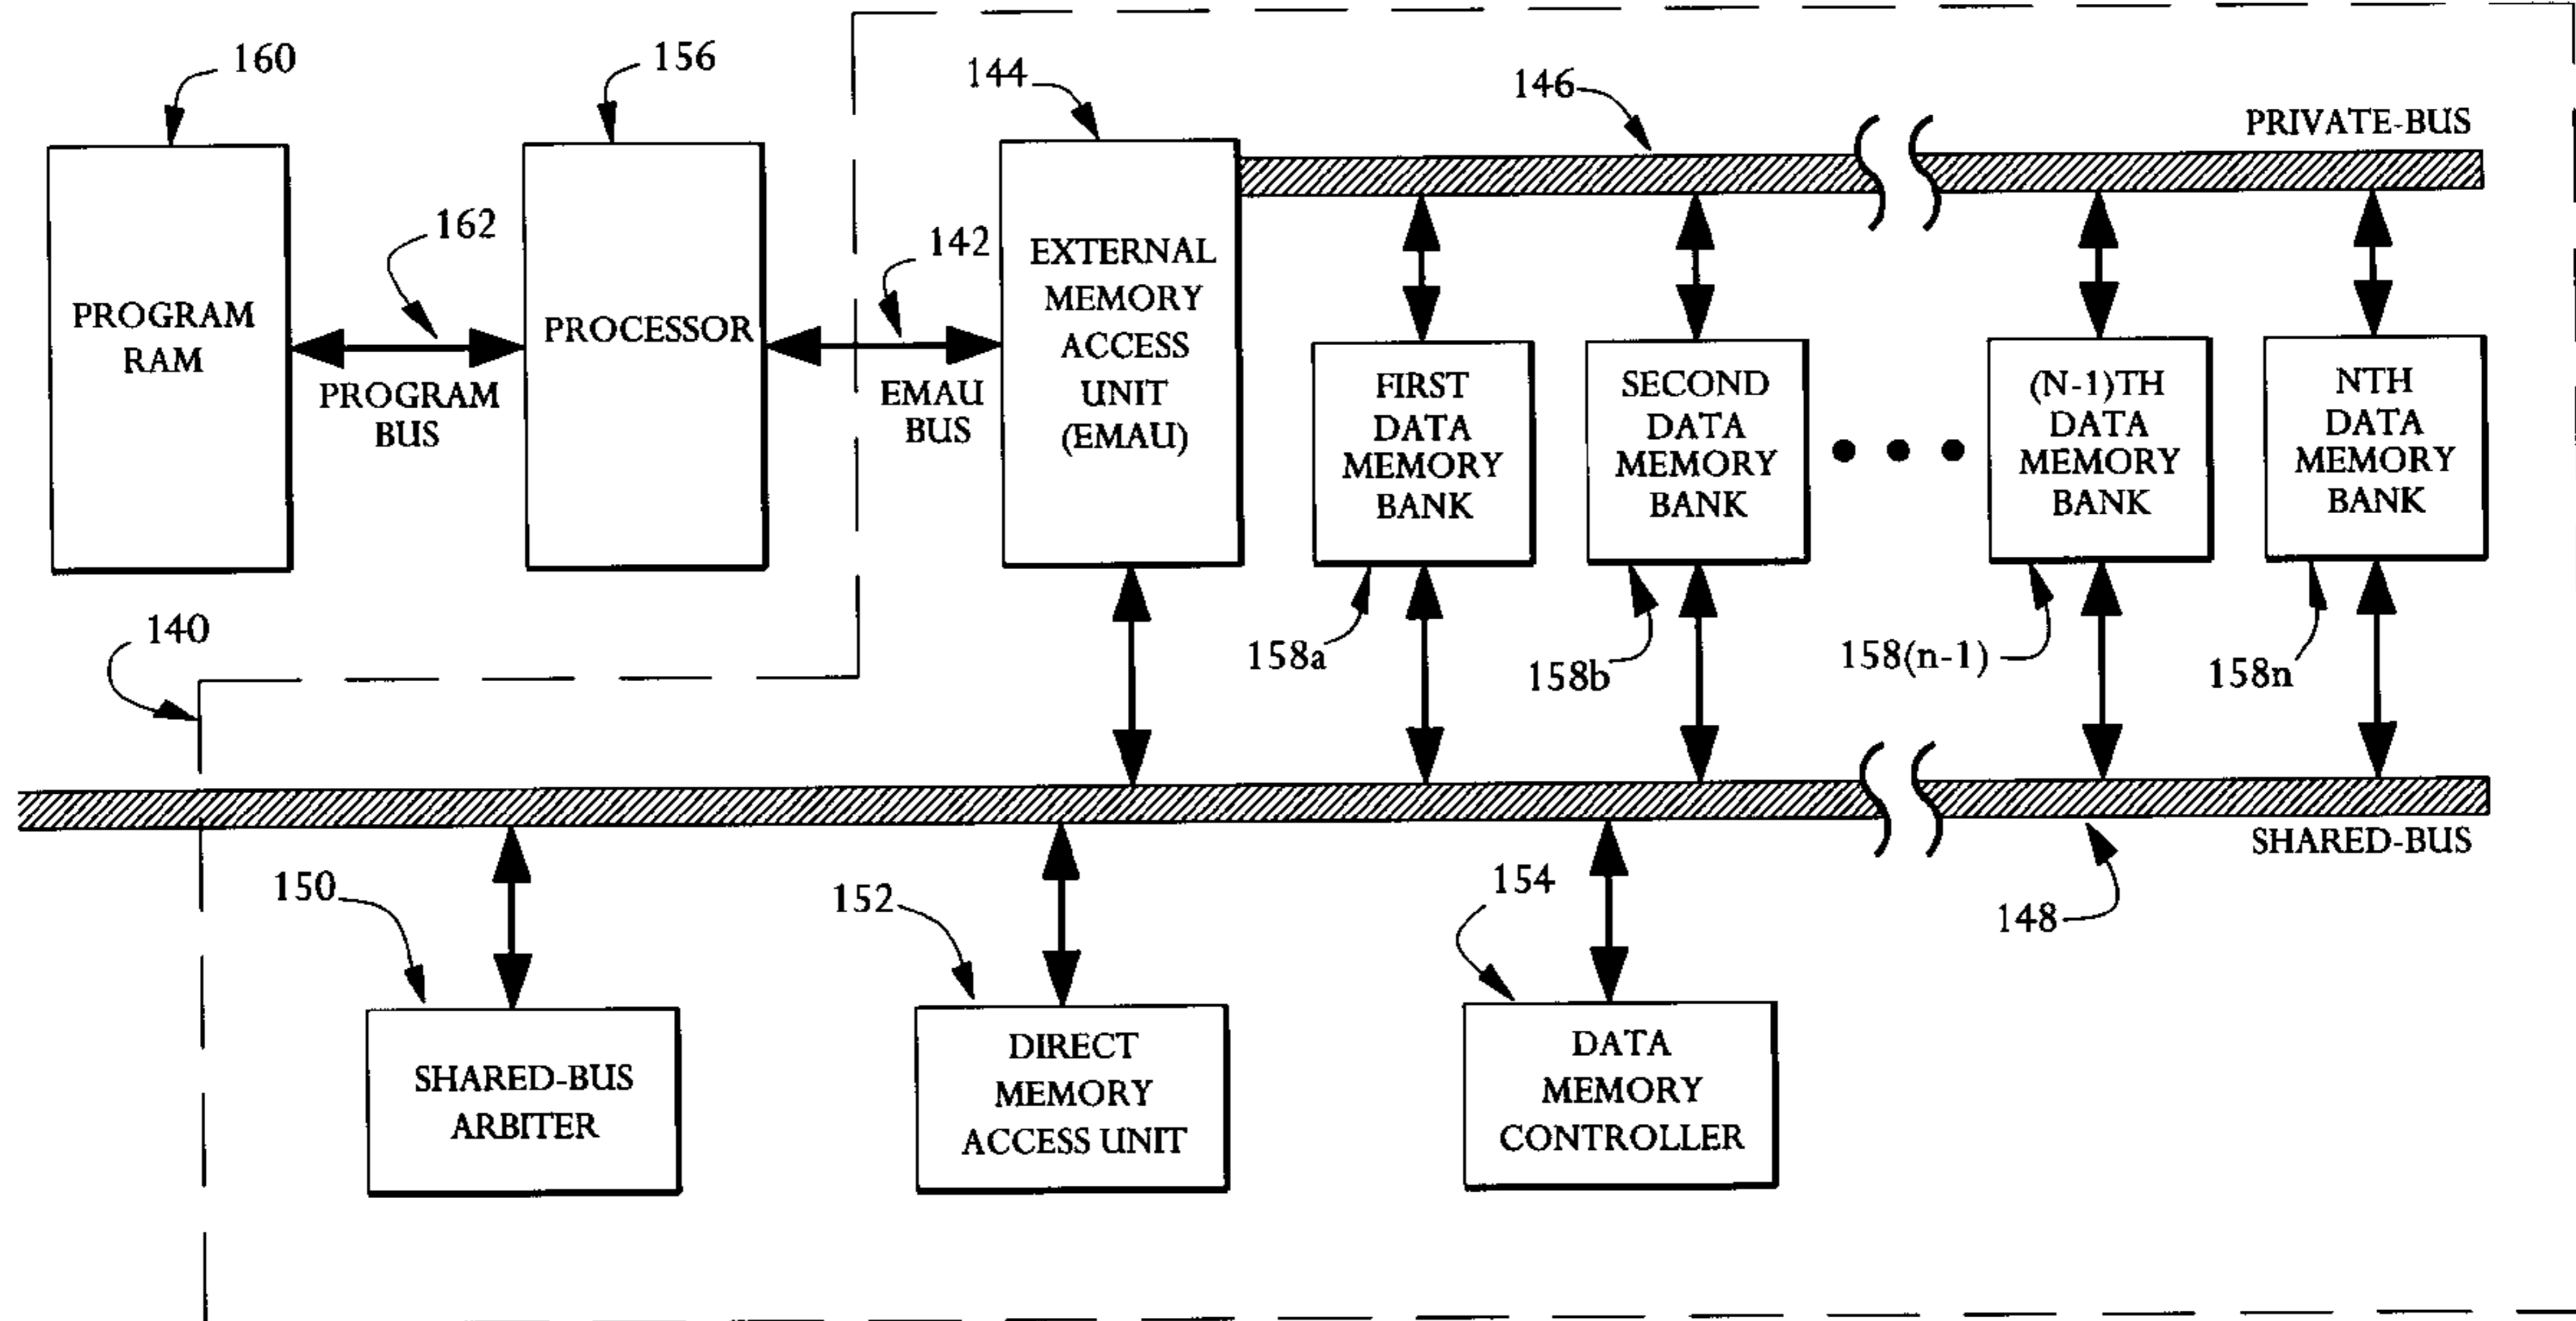 160
156
144
146
PRIVATE-BUS
162
142
PROGRAM
RAM
PROGRAM
BUS
PROCESSOR
EMAU
BUS
EXTERNAL
MEMORY
ACCESS
UNIT
(EMAU)
FIRST
DATA
MEMORY
BANK
SECOND
DATA
MEMORY
BANK
(N-1)TH
DATA
MEMORY
BANK
NTH
DATA
MEMORY
BANK
140
158a
158b
158(n-1)
158n
SHARED-BUS
150
152
154
148
SHARED-BUS
ARBITER
DIRECT
MEMORY
ACCESS UNIT
DATA
MEMORY
CONTROLLER